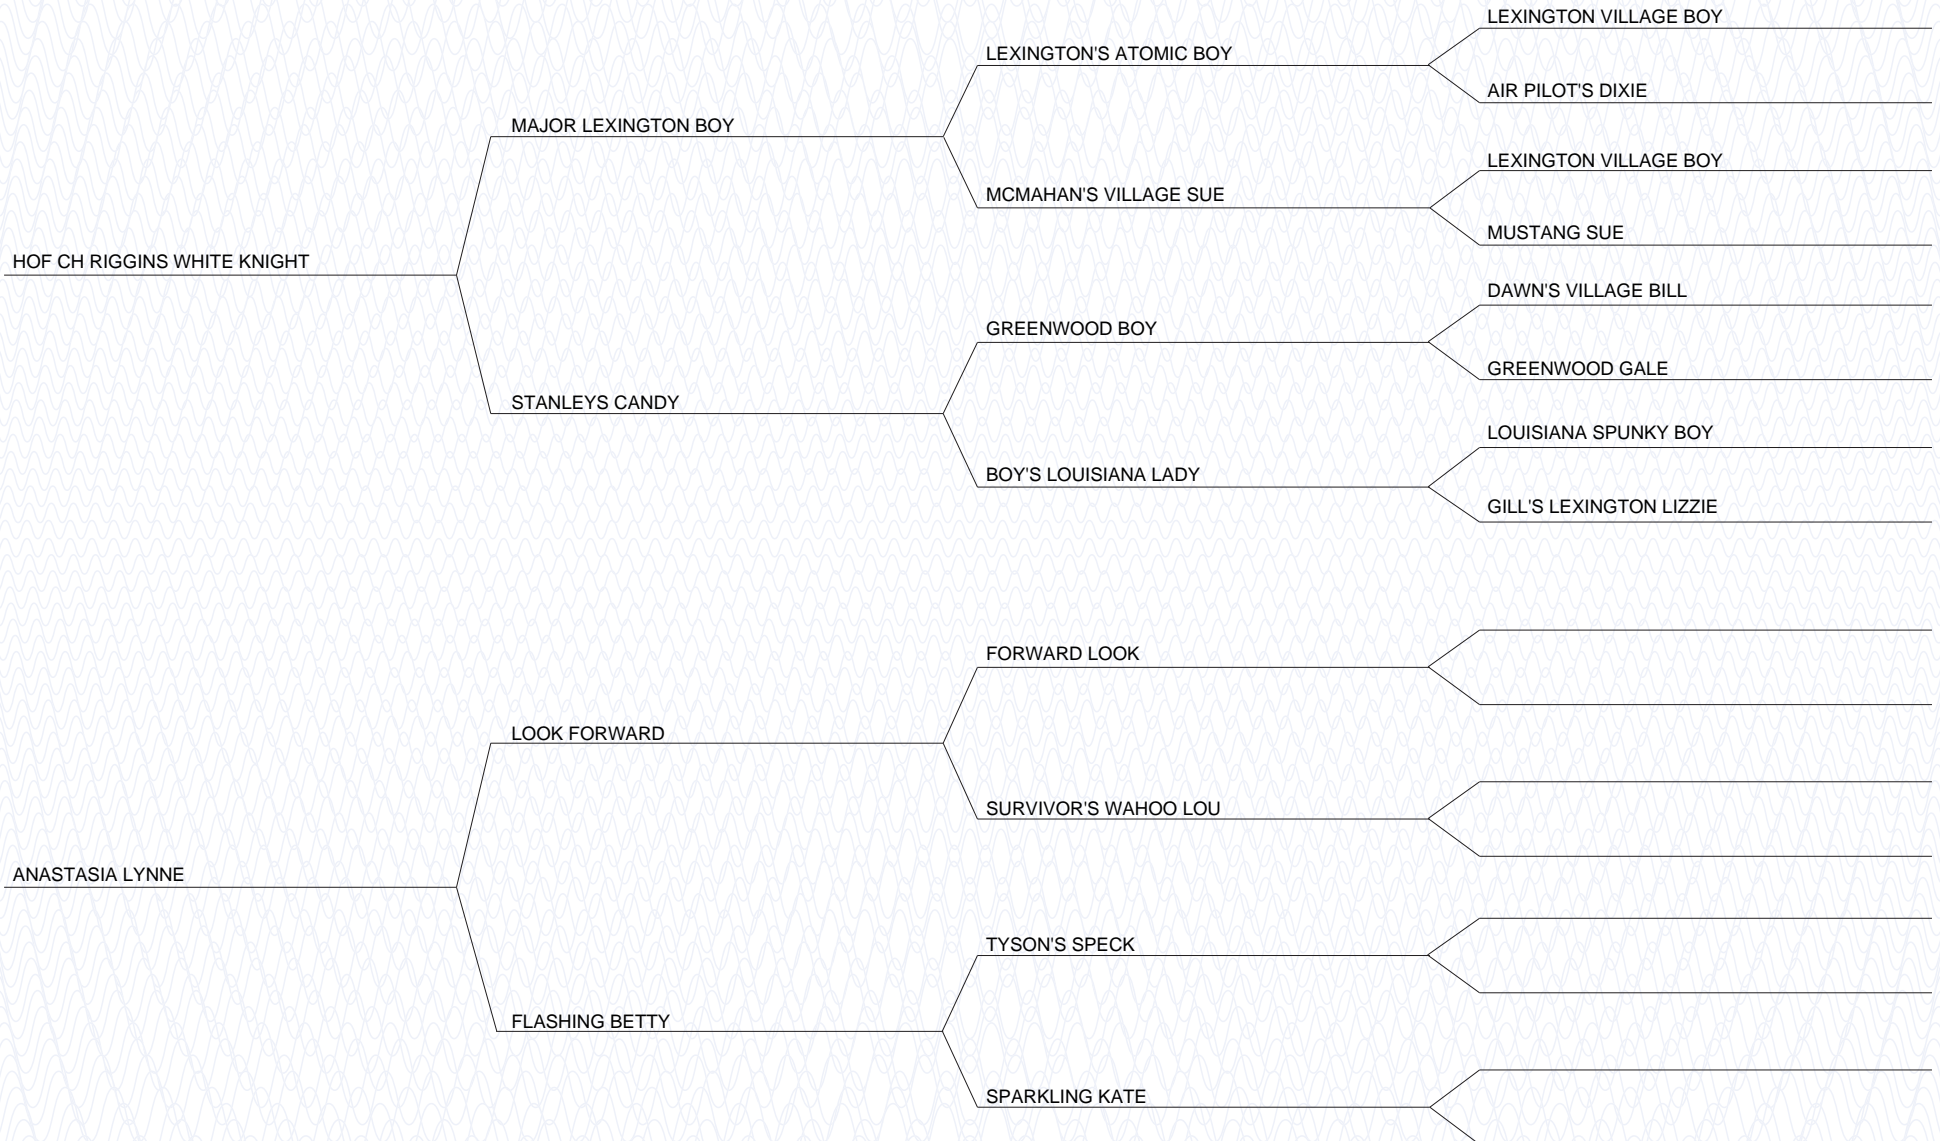 LEXINGTON VILLAGE BOY
LEXINGTON'S ATOMIC BOY
AIR PILOT'S DIXIE
MAJOR LEXINGTON BOY
LEXINGTON VILLAGE BOY
MCMAHAN'S VILLAGE SUE
MUSTANG SUE
HOF CH RIGGINS WHITE KNIGHT
DAWN'S VILLAGE BILL
GREENWOOD BOY
GREENWOOD GALE
STANLEYS CANDY
LOUISIANA SPUNKY BOY
BOY'S LOUISIANA LADY
GILL'S LEXINGTON LIZZIE
FORWARD LOOK
LOOK FORWARD
SURVIVOR'S WAHOO LOU
ANASTASIA LYNNE
TYSON'S SPECK
FLASHING BETTY
SPARKLING KATE